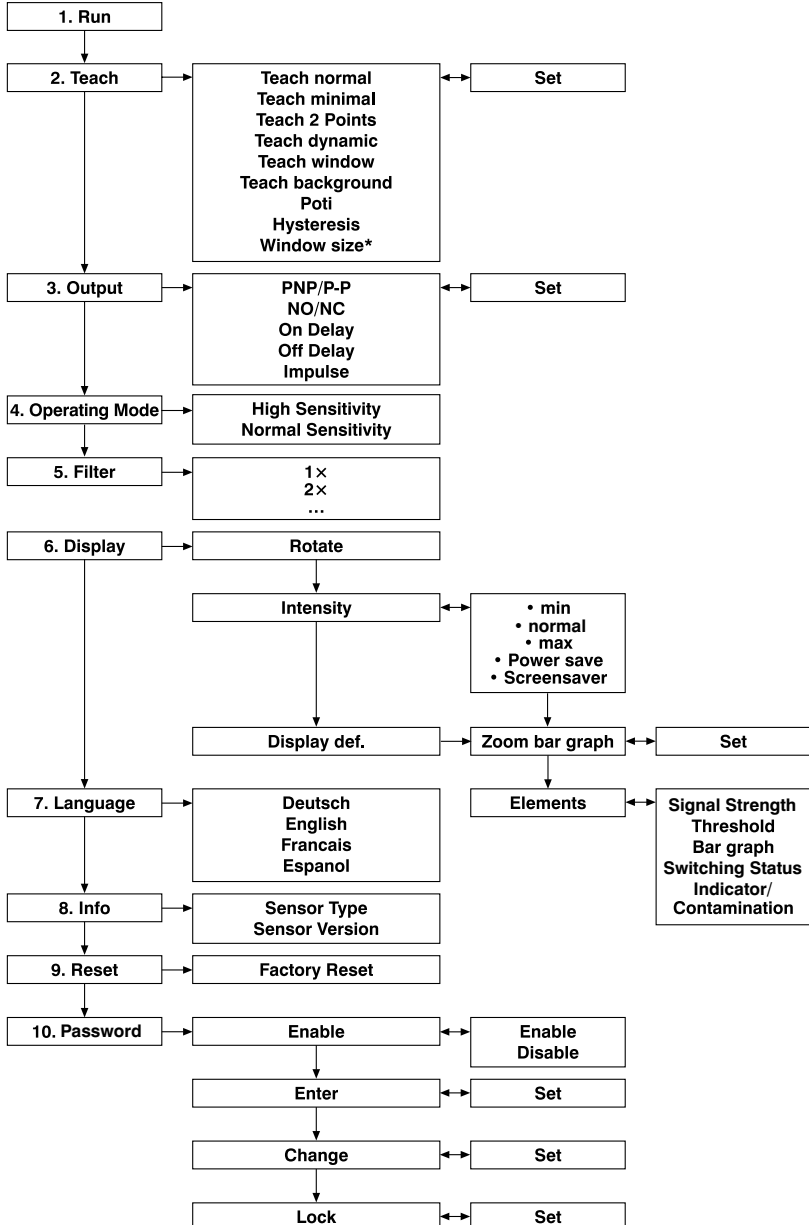 1. Run
2. Teach
Teach normal
Teach minimal
Teach 2 Points
Teach dynamic
Teach window
Teach background
Poti
Hysteresis
Window size*
Set
3. Output
PNP/P-P
NO/NC
On Delay
Off Delay
Impulse
Set
4. Operating Mode
High Sensitivity
Normal Sensitivity
5. Filter
1×
2×
...
6. Display
Rotate
Intensity
• min
• normal
• max
• Power save
• Screensaver
Display def.
Zoom bar graph
Set
7. Language
Deutsch
English
Francais
Espanol
Elements
Signal Strength
Threshold
Bar graph
Switching Status
Indicator/
Contamination
8. Info
Sensor Type
Sensor Version
9. Reset
Factory Reset
10. Password
Enable
Enable
Disable
Enter
Set
Change
Set
Lock
Set